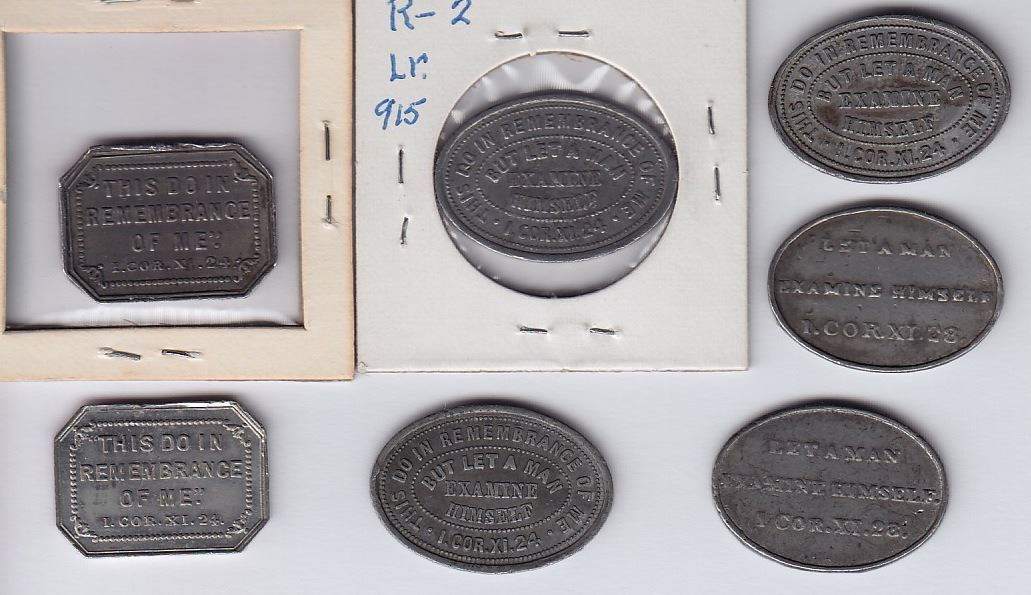 R-2
Lr.
915
"THIS DO IN
REMEMBRANCE
OF ME."
1. COR. XI. 24.
THIS DO IN REMEMBRANCE OF ME
BUT LET A MAN
EXAMINE
HIMSELF
1. COR. XI. 24
THIS DO IN REMEMBRANCE OF ME
BUT LET A MAN
EXAMINE
HIMSELF
1. COR. XI. 24
LET A MAN
EXAMINE HIMSELF
1. COR. XI. 28
"THIS DO IN
REMEMBRANCE
OF ME."
1. COR. XI. 24.
THIS DO IN REMEMBRANCE OF ME
BUT LET A MAN
EXAMINE
HIMSELF
1. COR. XI. 24
LET A MAN
EXAMINE HIMSELF
1. COR. XI. 28.